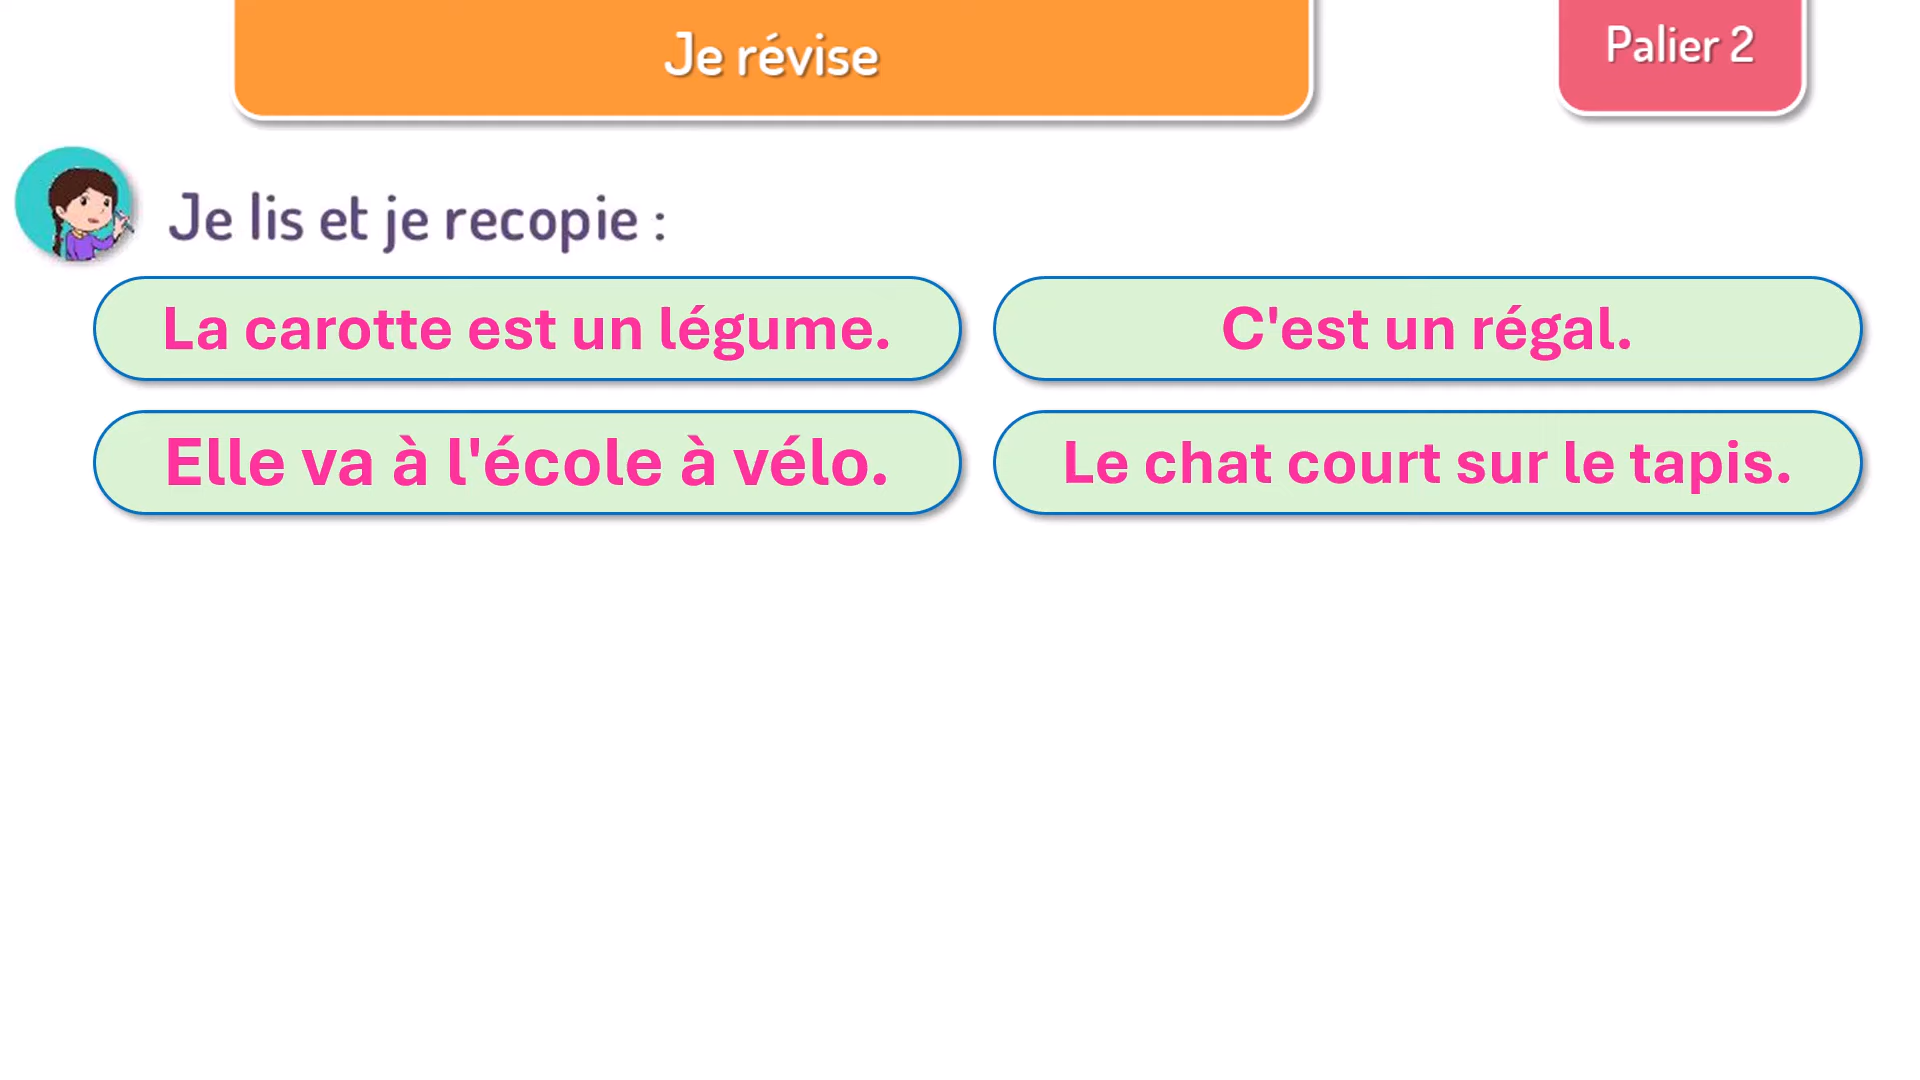 Je révise
Palier 2
Je lis et je recopie :
La carotte est un légume.
C'est un régal.
Elle va à l'école à vélo.
Le chat court sur le tapis.